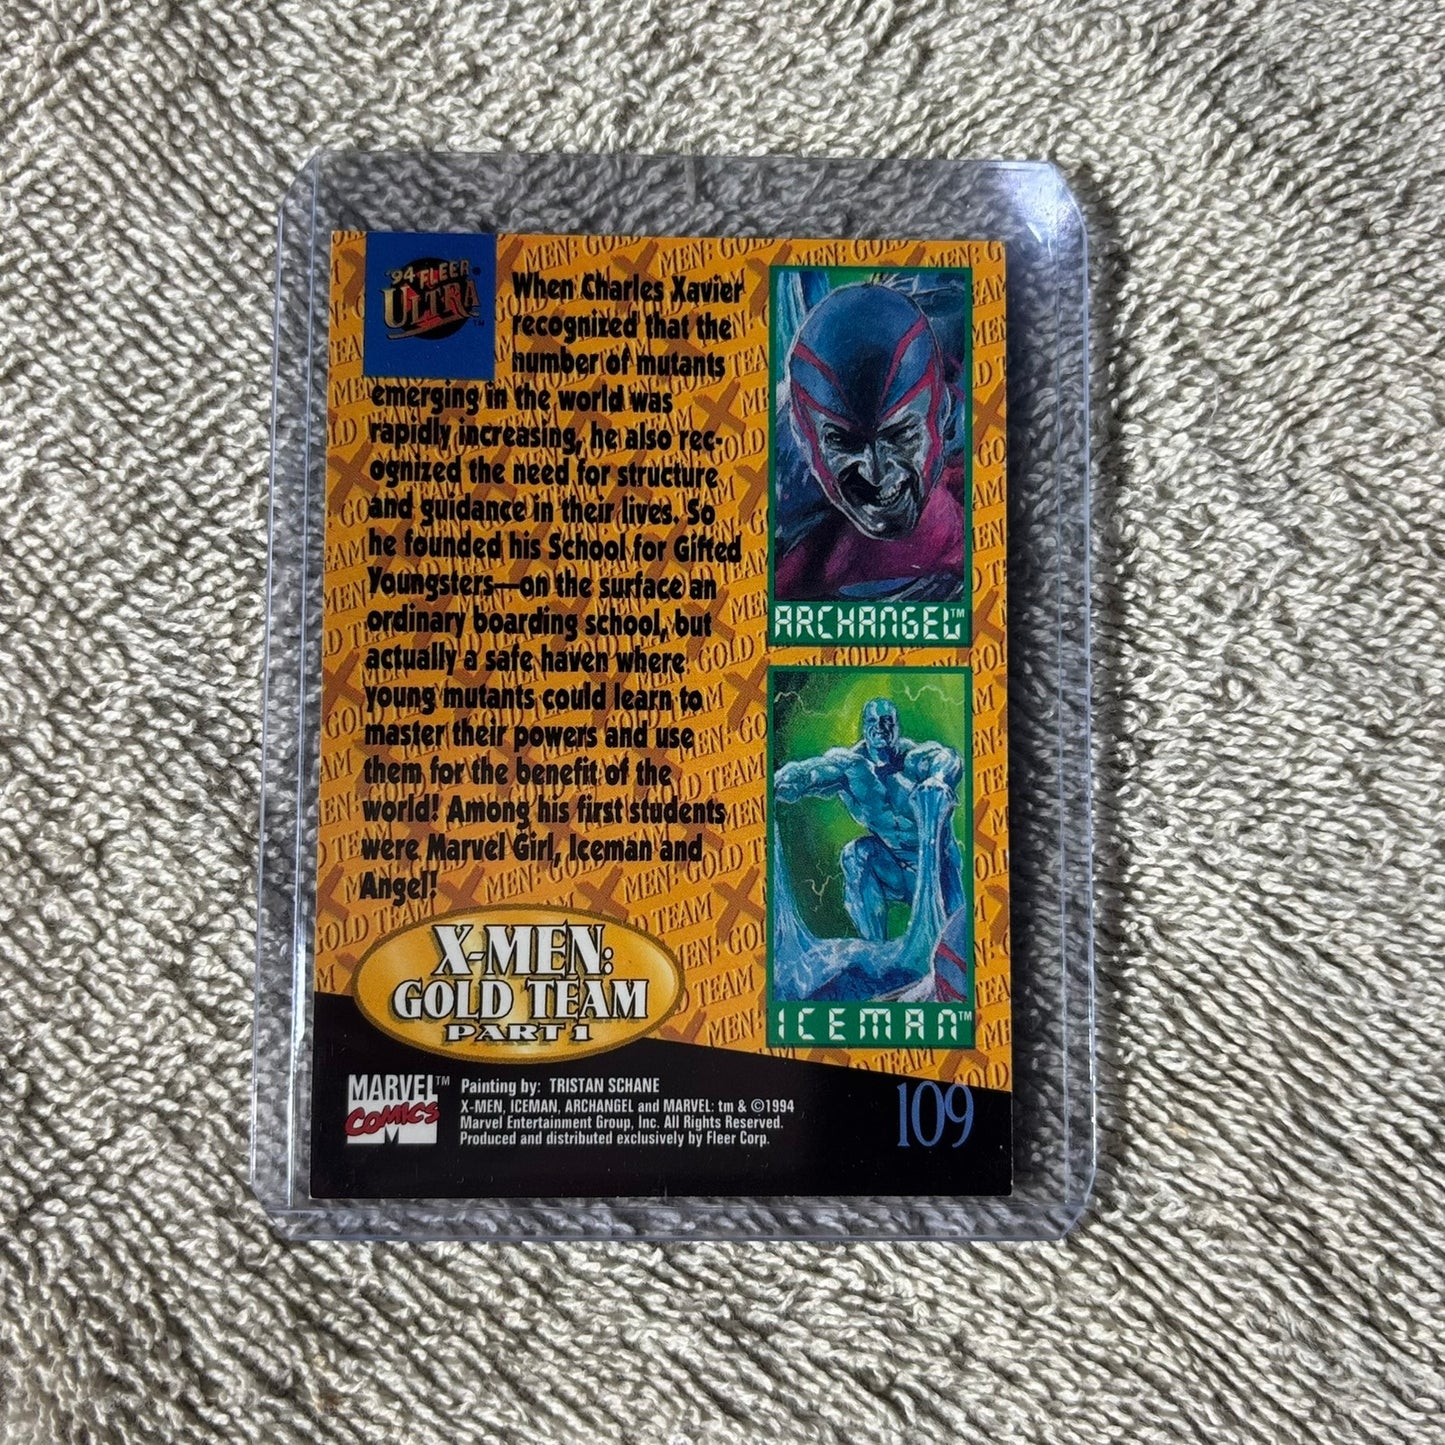 '94 FLEER
ULTRA™
When Charles Xavier
recognized that the
number of mutants
emerging in the world was
rapidly increasing, he also rec-
ognized the need for structure
and guidance in their lives. So
he founded his School for Gifted
Youngsters—on the surface an
ordinary boarding school, but
actually a safe haven where
young mutants could learn to
master their powers and use
them for the benefit of the
world! Among his first students
were Marvel Girl, Iceman and
Angel!
ARCHANGEL™
ICEMAN™
X-MEN:
GOLD TEAM
PART 1
MARVEL™
COMICS
Painting by: TRISTAN SCHANE
X-MEN, ICEMAN, ARCHANGEL and MARVEL: tm & ©1994
Marvel Entertainment Group, Inc. All Rights Reserved.
Produced and distributed exclusively by Fleer Corp.
109